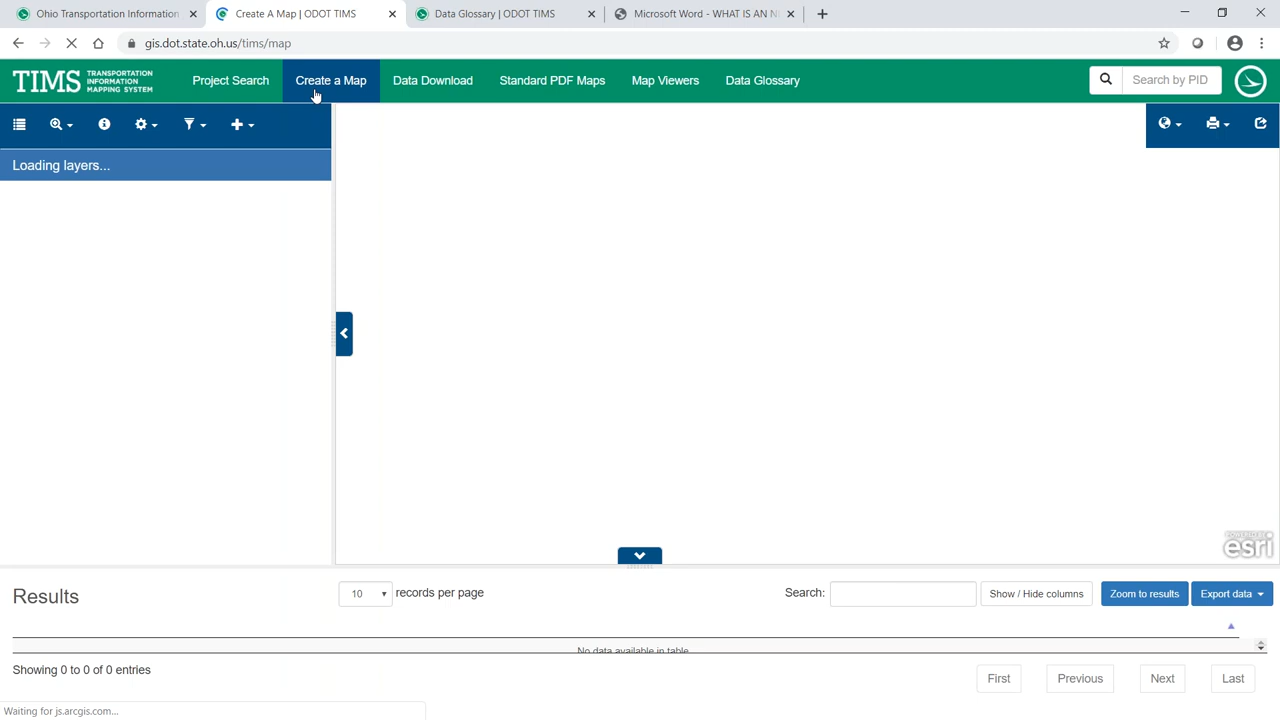 Ohio Transportation Information
Create A Map | ODOT TIMS
Data Glossary | ODOT TIMS
Microsoft Word - WHAT IS AN N
gis.dot.state.oh.us/tims/map
TIMS
TRANSPORTATION
INFORMATION
MAPPING SYSTEM
Project Search
Create a Map
Data Download
Standard PDF Maps
Map Viewers
Data Glossary
Search by PID
Loading layers...
POWERED BY
esri
Results
10
records per page
Search:
Show / Hide columns
Zoom to results
Export data
No data available in table
Showing 0 to 0 of 0 entries
First
Previous
Next
Last
Waiting for js.arcgis.com...